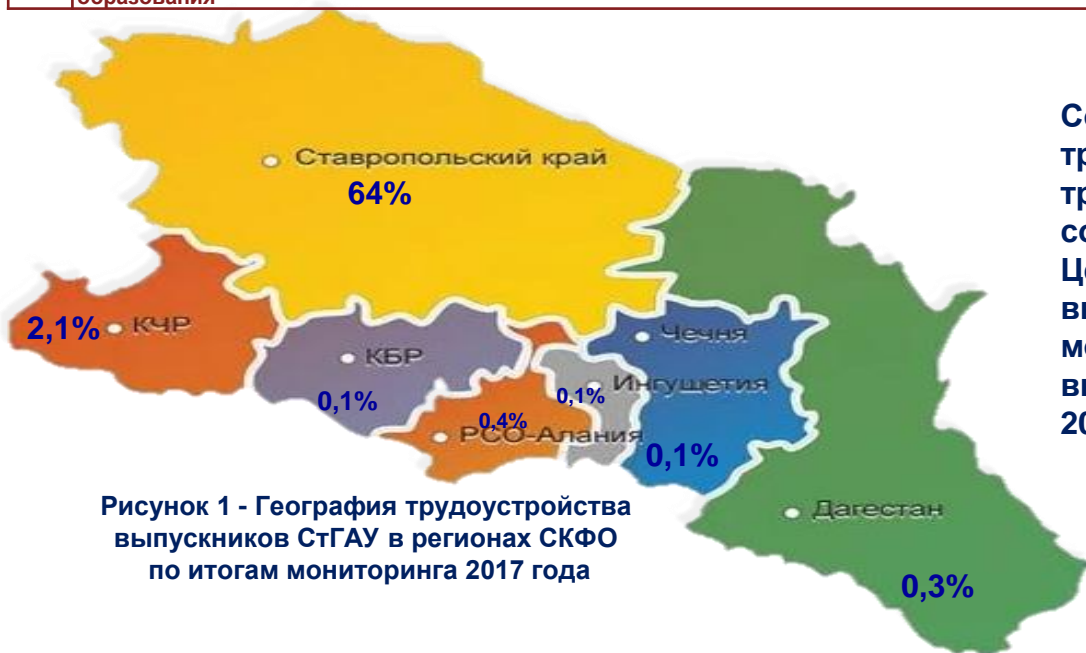 образования
Ставропольский край
64%
2,1%
КЧР
КБР
0,1%
Чечня
Ингушетия
0,1%
0,4%
РСО-Алания
0,1%
Дагестан
0,3%
Рисунок 1 - География трудоустройства
выпускников СтГАУ в регионах СКФО
по итогам мониторинга 2017 года